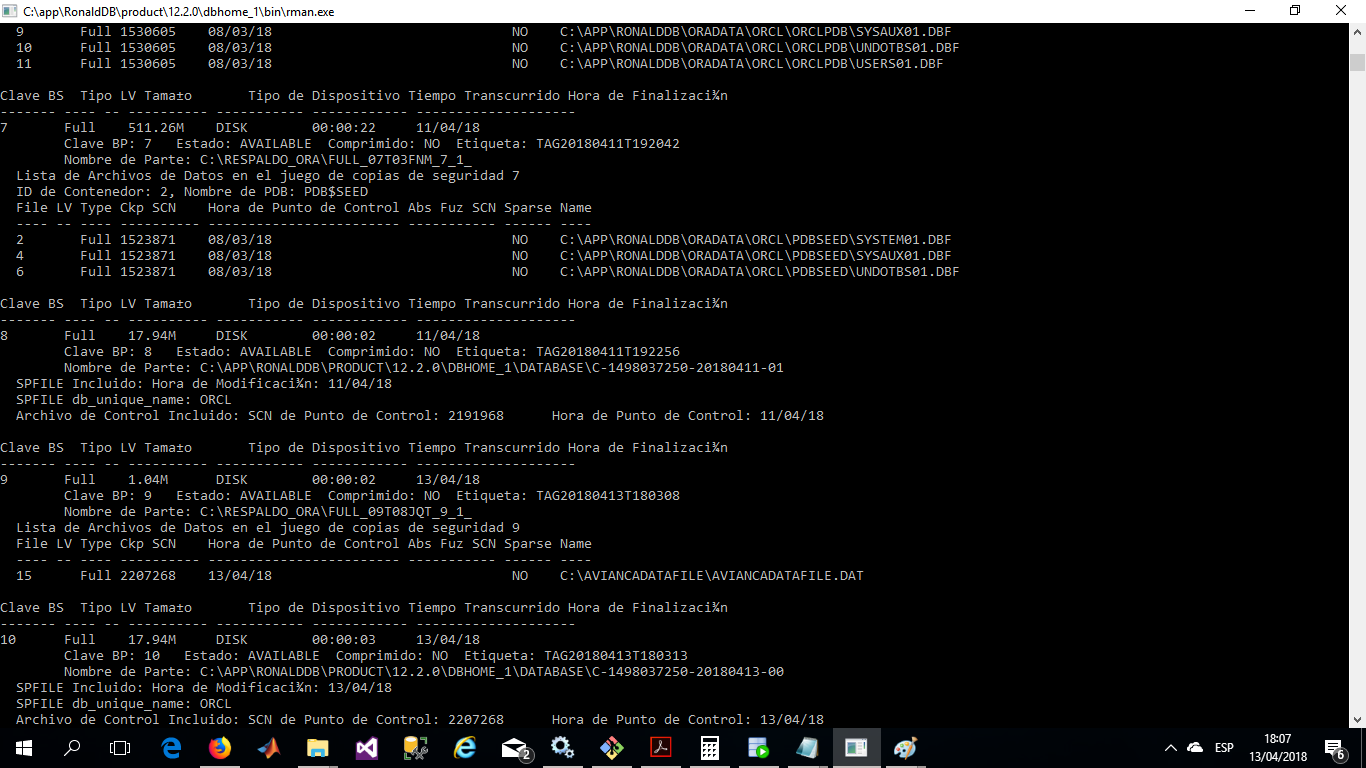 C:\app\RonaldDB\product\12.2.0\dbhome_1\bin\rman.exe
9 Full 1530605 08/03/18 NO C:\APP\RONALDDB\ORADATA\ORCL\ORCLPDB\SYSAUX01.DBF
10 Full 1530605 08/03/18 NO C:\APP\RONALDDB\ORADATA\ORCL\ORCLPDB\UNDOTBS01.DBF
11 Full 1530605 08/03/18 NO C:\APP\RONALDDB\ORADATA\ORCL\ORCLPDB\USERS01.DBF
Clave BS Tipo LV Tama±o Tipo de Dispositivo Tiempo Transcurrido Hora de Finalizaci¾n
------- ---- -- ---------- ----------- ------------ --------------------
7 Full 511.26M DISK 00:00:22 11/04/18
Clave BP: 7 Estado: AVAILABLE Comprimido: NO Etiqueta: TAG20180411T192042
Nombre de Parte: C:\RESPALDO_ORA\FULL_07T03FNM_7_1_
Lista de Archivos de Datos en el juego de copias de seguridad 7
ID de Contenedor: 2, Nombre de PDB: PDB$SEED
File LV Type Ckp SCN Hora de Punto de Control Abs Fuz SCN Sparse Name
---- -- ---- ---------- ------------------------ ----------- ------ ----
2 Full 1523871 08/03/18 NO C:\APP\RONALDDB\ORADATA\ORCL\PDBSEED\SYSTEM01.DBF
4 Full 1523871 08/03/18 NO C:\APP\RONALDDB\ORADATA\ORCL\PDBSEED\SYSAUX01.DBF
6 Full 1523871 08/03/18 NO C:\APP\RONALDDB\ORADATA\ORCL\PDBSEED\UNDOTBS01.DBF
Clave BS Tipo LV Tama±o Tipo de Dispositivo Tiempo Transcurrido Hora de Finalizaci¾n
------- ---- -- ---------- ----------- ------------ --------------------
8 Full 17.94M DISK 00:00:02 11/04/18
Clave BP: 8 Estado: AVAILABLE Comprimido: NO Etiqueta: TAG20180411T192256
Nombre de Parte: C:\APP\RONALDDB\PRODUCT\12.2.0\DBHOME_1\DATABASE\C-1498037250-20180411-01
SPFILE Incluido: Hora de Modificaci¾n: 11/04/18
SPFILE db_unique_name: ORCL
Archivo de Control Incluido: SCN de Punto de Control: 2191968 Hora de Punto de Control: 11/04/18
Clave BS Tipo LV Tama±o Tipo de Dispositivo Tiempo Transcurrido Hora de Finalizaci¾n
------- ---- -- ---------- ----------- ------------ --------------------
9 Full 1.04M DISK 00:00:02 13/04/18
Clave BP: 9 Estado: AVAILABLE Comprimido: NO Etiqueta: TAG20180413T180308
Nombre de Parte: C:\RESPALDO_ORA\FULL_09T08JQT_9_1_
Lista de Archivos de Datos en el juego de copias de seguridad 9
File LV Type Ckp SCN Hora de Punto de Control Abs Fuz SCN Sparse Name
---- -- ---- ---------- ------------------------ ----------- ------ ----
15 Full 2207268 13/04/18 NO C:\AVIANCADATAFILE\AVIANCADATAFILE.DAT
Clave BS Tipo LV Tama±o Tipo de Dispositivo Tiempo Transcurrido Hora de Finalizaci¾n
------- ---- -- ---------- ----------- ------------ --------------------
10 Full 17.94M DISK 00:00:03 13/04/18
Clave BP: 10 Estado: AVAILABLE Comprimido: NO Etiqueta: TAG20180413T180313
Nombre de Parte: C:\APP\RONALDDB\PRODUCT\12.2.0\DBHOME_1\DATABASE\C-1498037250-20180413-00
SPFILE Incluido: Hora de Modificaci¾n: 13/04/18
SPFILE db_unique_name: ORCL
Archivo de Control Incluido: SCN de Punto de Control: 2207268 Hora de Punto de Control: 13/04/18
2
ESP
18:07
13/04/2018
6